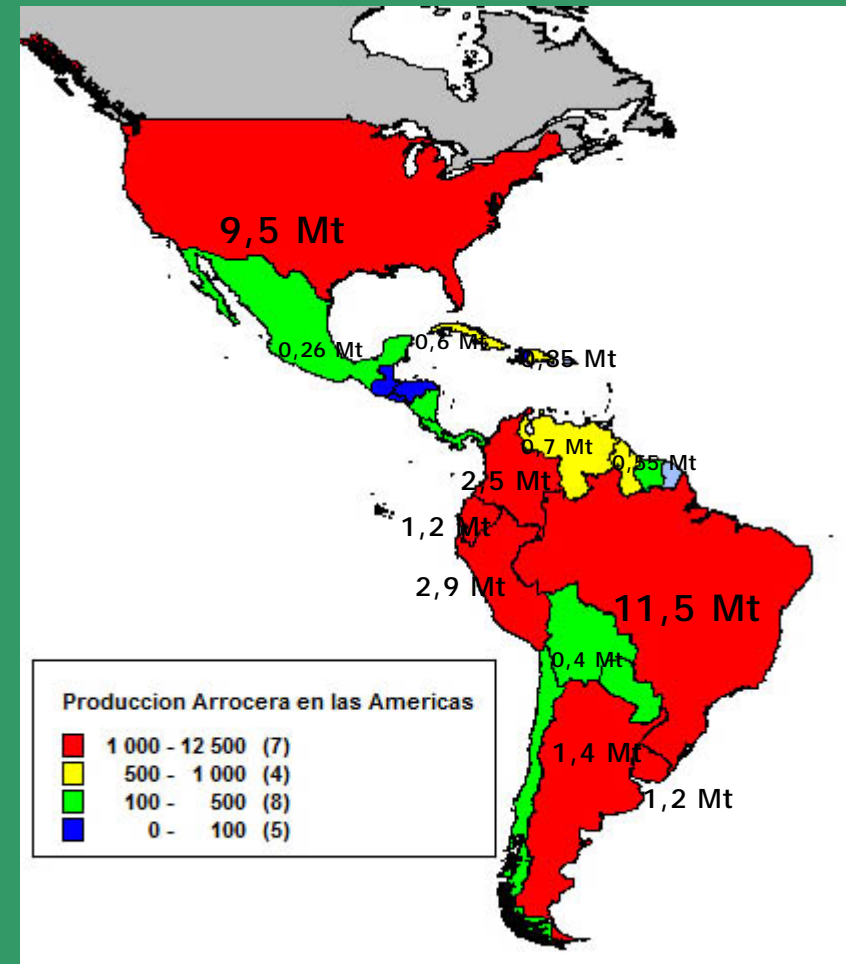 9,5 Mt
0,26 Mt
0,6 Mt
0,85 Mt
0,7 Mt
0,55 Mt
2,5 Mt
1,2 Mt
2,9 Mt
11,5 Mt
0,4 Mt
1,4 Mt
1,2 Mt
Produccion Arrocera en las Americas
1 000 - 12 500 (7)
500 - 1 000 (4)
100 - 500 (8)
0 - 100 (5)